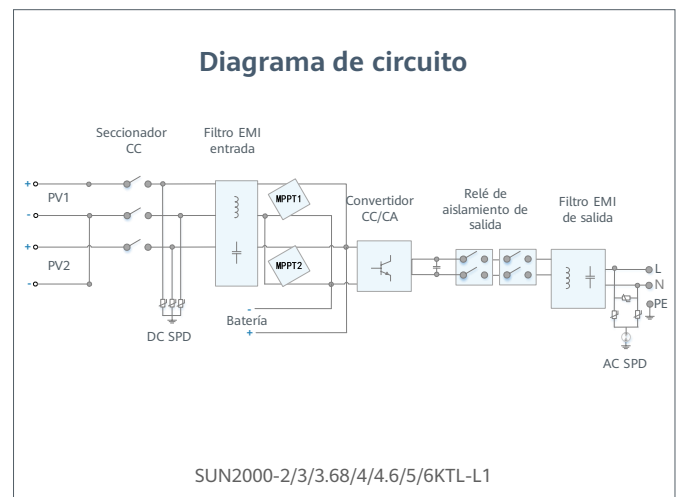 Diagrama de circuito
Seccionador
CC
Filtro EMI
entrada
Convertidor
CC/CA
Relé de
aislamiento de
salida
Filtro EMI
de salida
+
PV1
-
+
PV2
-
MPPT1
MPPT2
-
Batería
+
DC SPD
L
N
PE
AC SPD
SUN2000-2/3/3.68/4/4.6/5/6KTL-L1